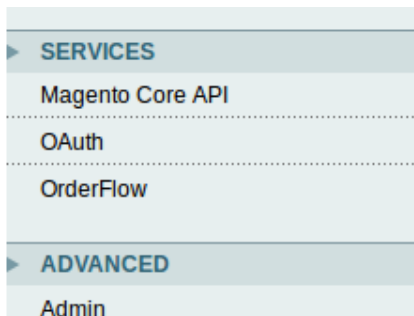 SERVICES
Magento Core API
OAuth
OrderFlow
ADVANCED
Admin